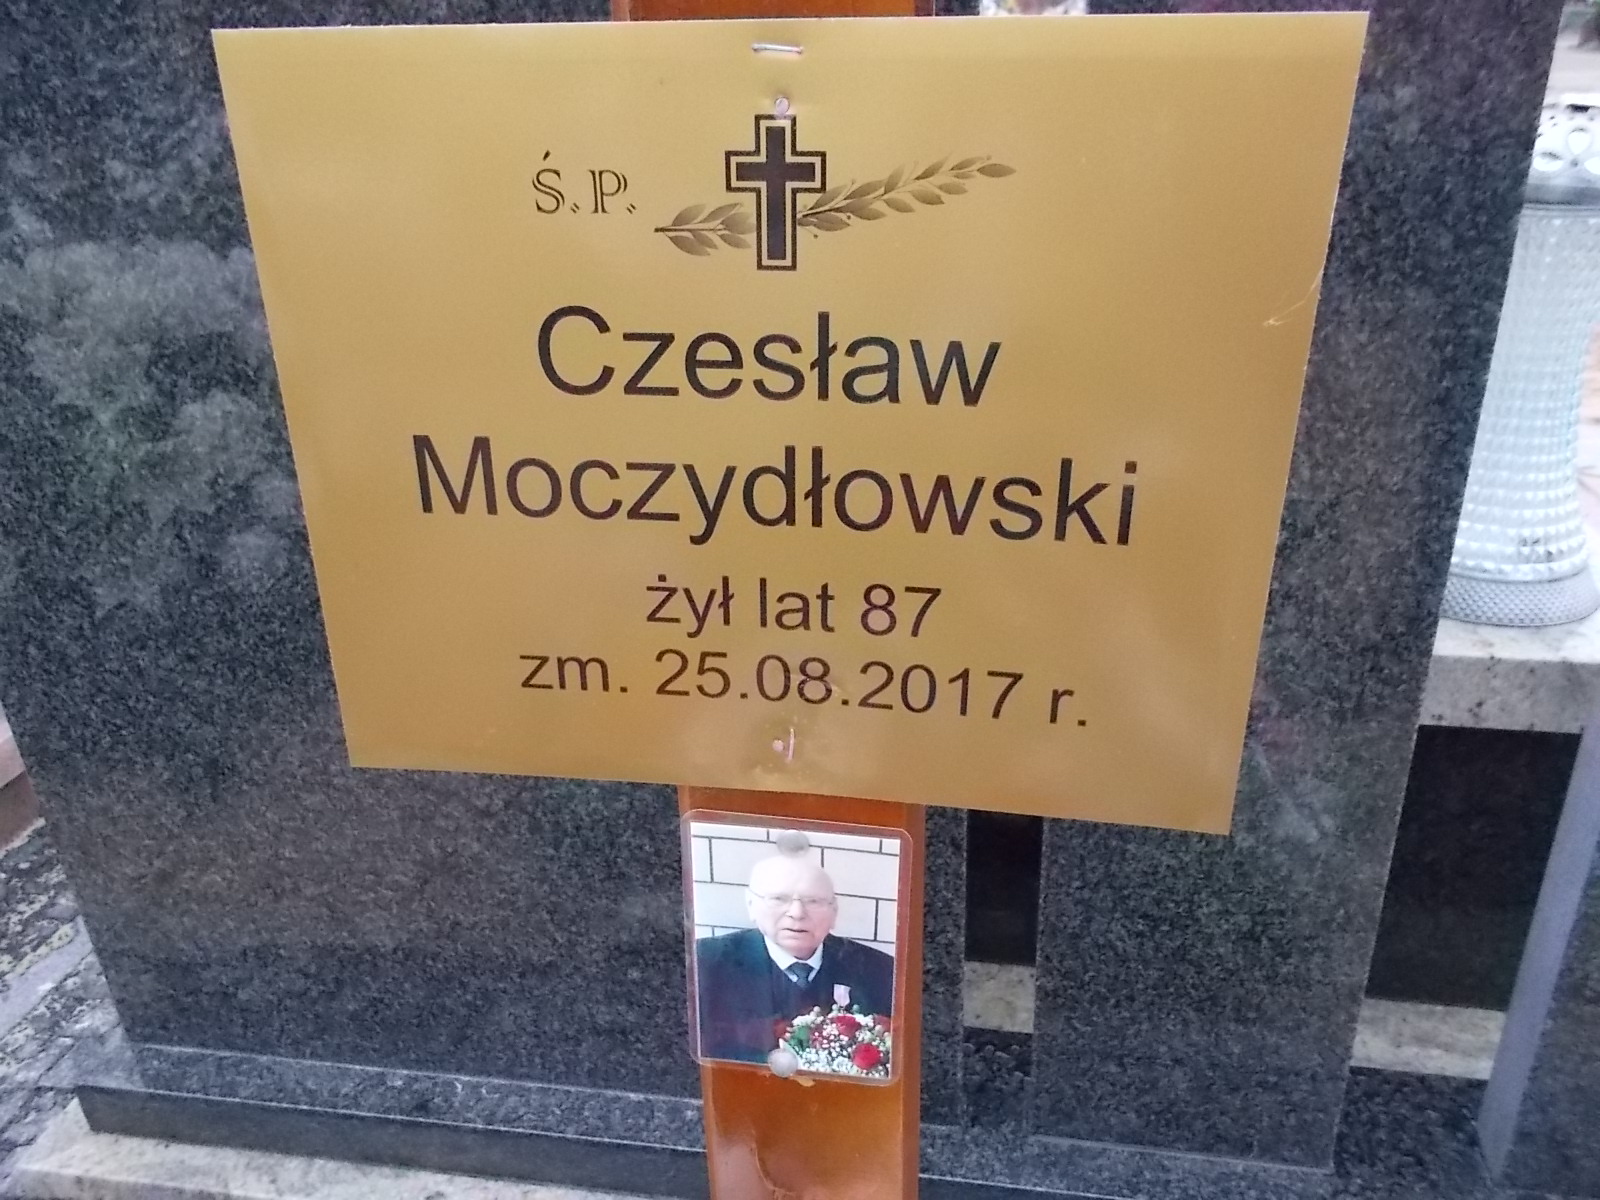 Ś.P.
Czesław
Moczydłowski
żył lat 87
zm. 25.08.2017 r.